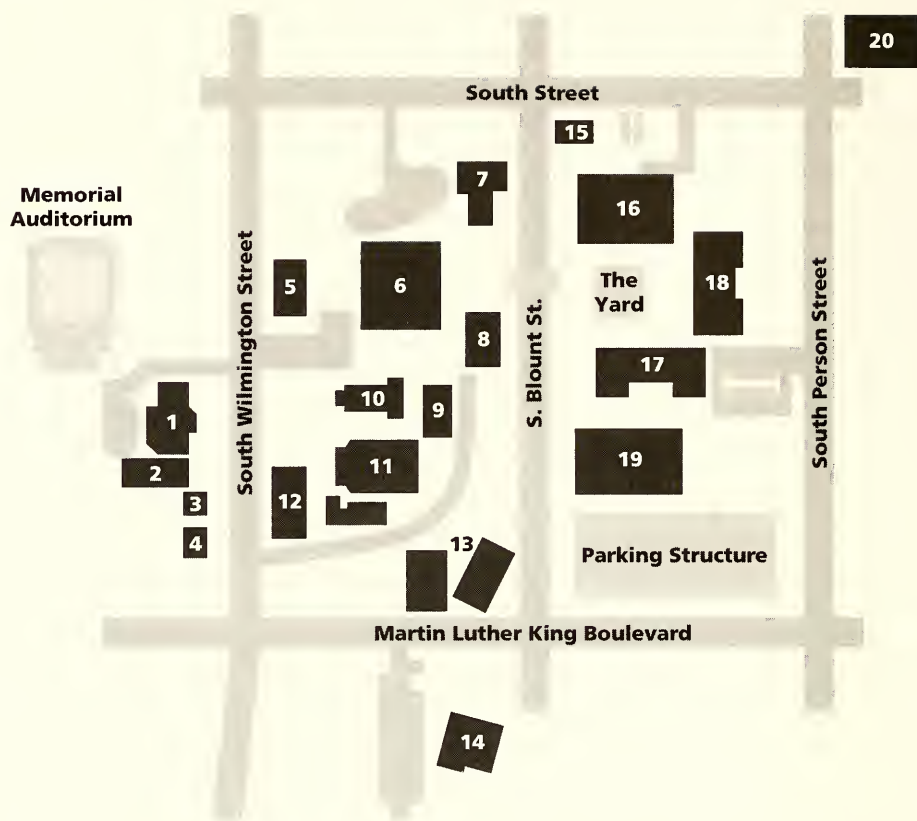 20
South Street
15
7
Memorial
Auditorium
16
South Wilmington Street
5
6
The
Yard
18
South Person Street
8
S. Blount St.
17
1
10
9
2
11
19
12
3
4
13
Parking Structure
Martin Luther King Boulevard
14